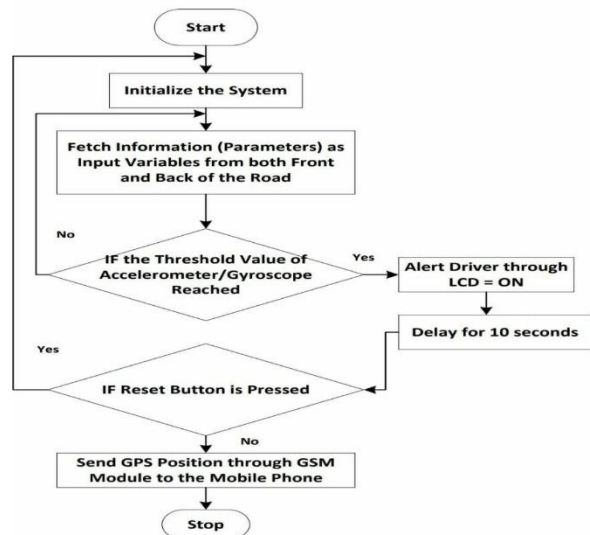 Start
Initialize the System
Fetch Information (Parameters) as
Input Variables from both Front
and Back of the Road
No
IF the Threshold Value of
Accelerometer/Gyroscope
Reached
Yes
Alert Driver through
LCD = ON
Delay for 10 seconds
Yes
IF Reset Button is Pressed
No
Send GPS Position through GSM
Module to the Mobile Phone
Stop